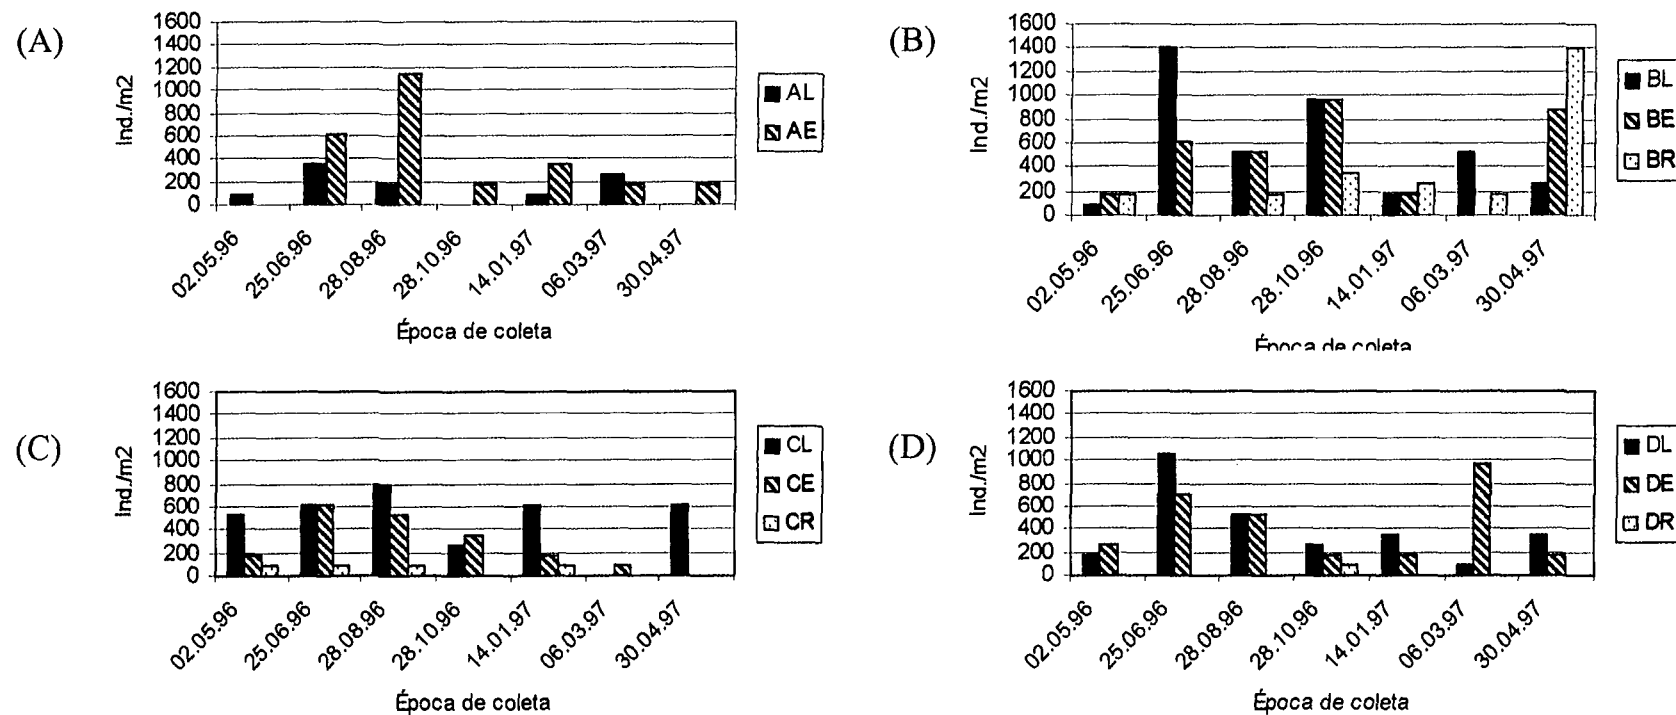 (A)
Ind./m2
1600
1400
1200
1000
800
600
400
200
0
02.05.96
25.06.96
28.08.96
28.10.96
14.01.97
06.03.97
30.04.97
Época de coleta
AL
AE
(B)
Ind./m2
1600
1400
1200
1000
800
600
400
200
0
02.05.96
25.06.96
28.08.96
28.10.96
14.01.97
06.03.97
30.04.97
Época de coleta
BL
BE
BR
(C)
Ind./m2
1600
1400
1200
1000
800
600
400
200
0
02.05.96
25.06.96
28.08.96
28.10.96
14.01.97
06.03.97
30.04.97
Época de coleta
CL
CE
CR
(D)
Ind./m2
1600
1400
1200
1000
800
600
400
200
0
02.05.96
25.06.96
28.08.96
28.10.96
14.01.97
06.03.97
30.04.97
Época de coleta
DL
DE
DR